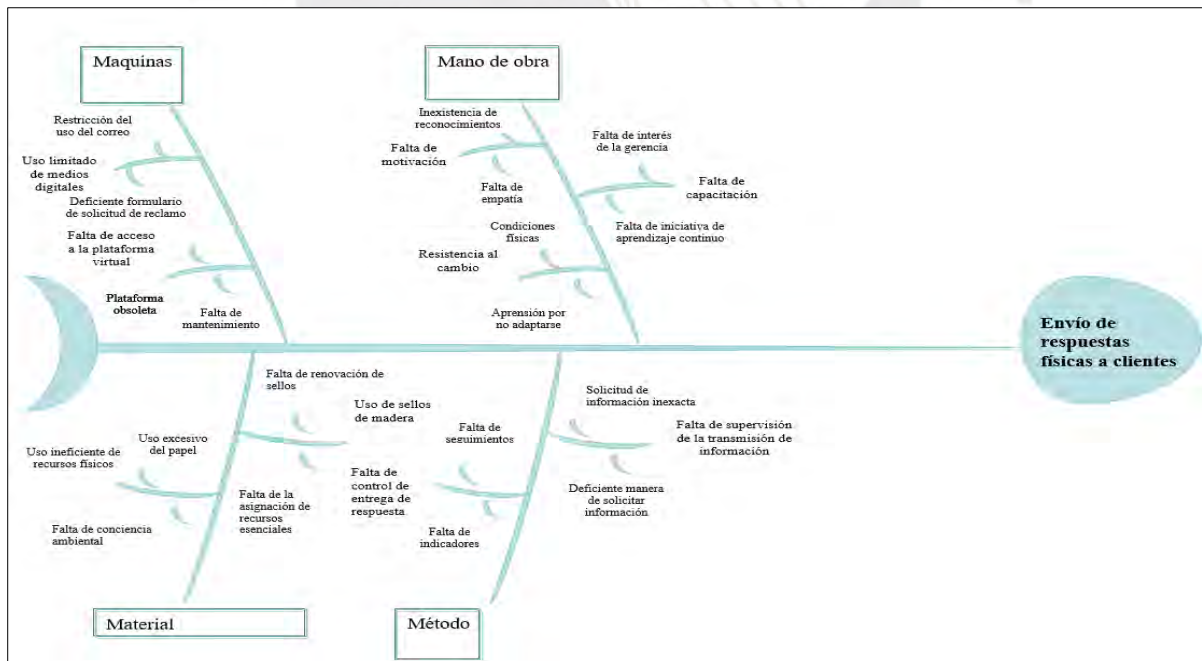 Maquinas
Mano de obra
Restricción del
uso del correo
Uso limitado
de medios
digitales
Deficiente formulario
de solicitud de reclamo
Falta de acceso
a la plataforma
virtual
Plataforma
obsoleta
Falta de
mantenimiento
Inexistencia de
reconocimientos
Falta de
motivación
Falta de
empatía
Falta de interés
de la gerencia
Falta de
capacitación
Falta de iniciativa de
aprendizaje continuo
Condiciones
físicas
Resistencia al
cambio
Aprensión por
no adaptarse
Envío de
respuestas
físicas a clientes
Falta de renovación de
sellos
Uso de sellos
de madera
Uso excesivo
del papel
Uso ineficiente de
recursos físicos
Falta de la
asignación de
recursos
esenciales
Falta de conciencia
ambiental
Solicitud de
información inexacta
Falta de supervisión
de la transmisión de
información
Deficiente manera
de solicitar
información
Falta de
seguimientos
Falta de
control de
entrega de
respuesta
Falta de
indicadores
Material
Método